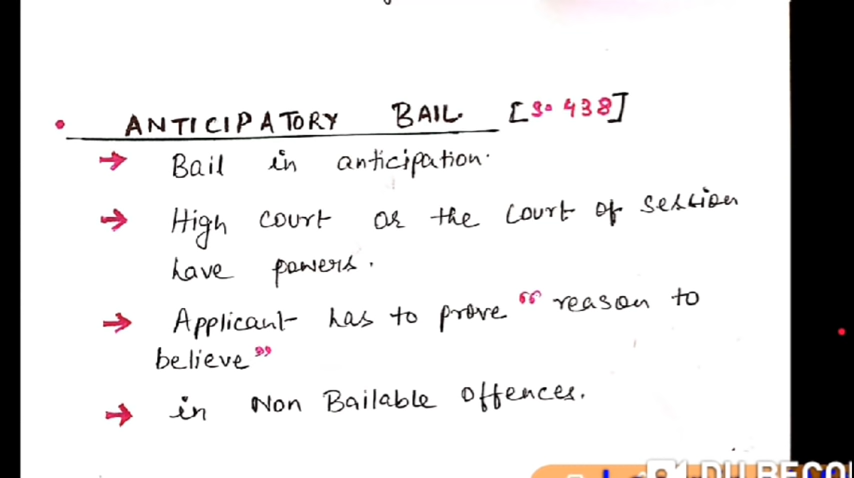 • ANTICIPATORY BAIL. [S. 438]
→ Bail in anticipation.
→ High court or the court of session
have powers.
→ Applicant has to prove “ reason to
believe ”
→ in Non Bailable offences.